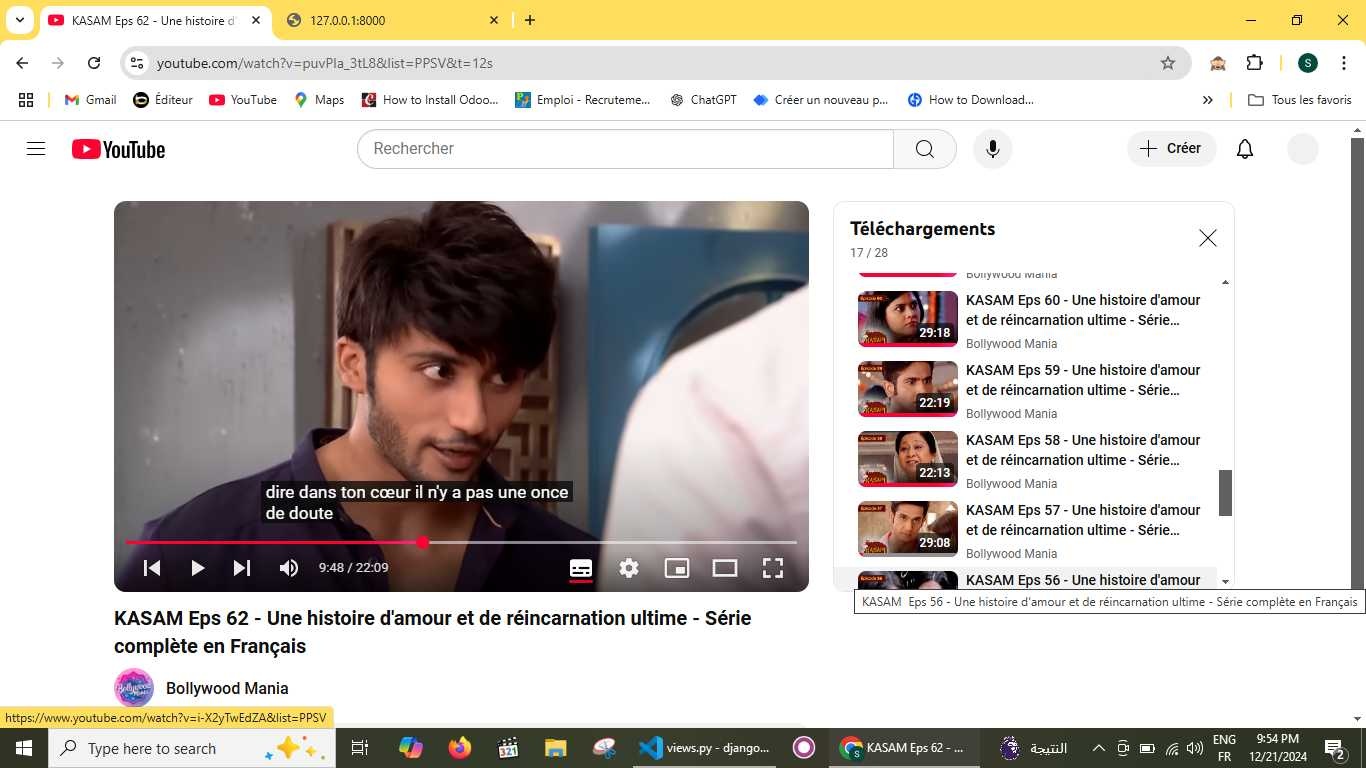 KASAM Eps 62 - Une histoire d'
127.0.0.1:8000
youtube.com/watch?v=puvPla_3tL8&list=PPSV&t=12s
S
Gmail
Éditeur
YouTube
Maps
How to Install Odoo...
Emploi - Recruteme...
ChatGPT
Créer un nouveau p...
How to Download...
Tous les favoris
YouTube
Rechercher
Créer
dire dans ton cœur il n'y a pas une once
de doute
9:48 / 22:09
Téléchargements
17 / 28
Bollywood Mania
KASAM Eps 60 - Une histoire d'amour
et de réincarnation ultime - Série...
29:18
Bollywood Mania
KASAM Eps 59 - Une histoire d'amour
et de réincarnation ultime - Série...
22:19
Bollywood Mania
KASAM Eps 58 - Une histoire d'amour
et de réincarnation ultime - Série...
22:13
Bollywood Mania
KASAM Eps 57 - Une histoire d'amour
et de réincarnation ultime - Série...
29:08
Bollywood Mania
KASAM Eps 56 - Une histoire d'amour
KASAM  Eps 56 - Une histoire d'amour et de réincarnation ultime - Série complète en Français
KASAM Eps 62 - Une histoire d'amour et de réincarnation ultime - Série
complète en Français
Bollywood Mania
https://www.youtube.com/watch?v=i-X2yTwEdZA&list=PPSV
Type here to search
321
views.py - django...
S
KASAM Eps 62 - ...
النتيجة
ENG
FR
9:54 PM
12/21/2024
2